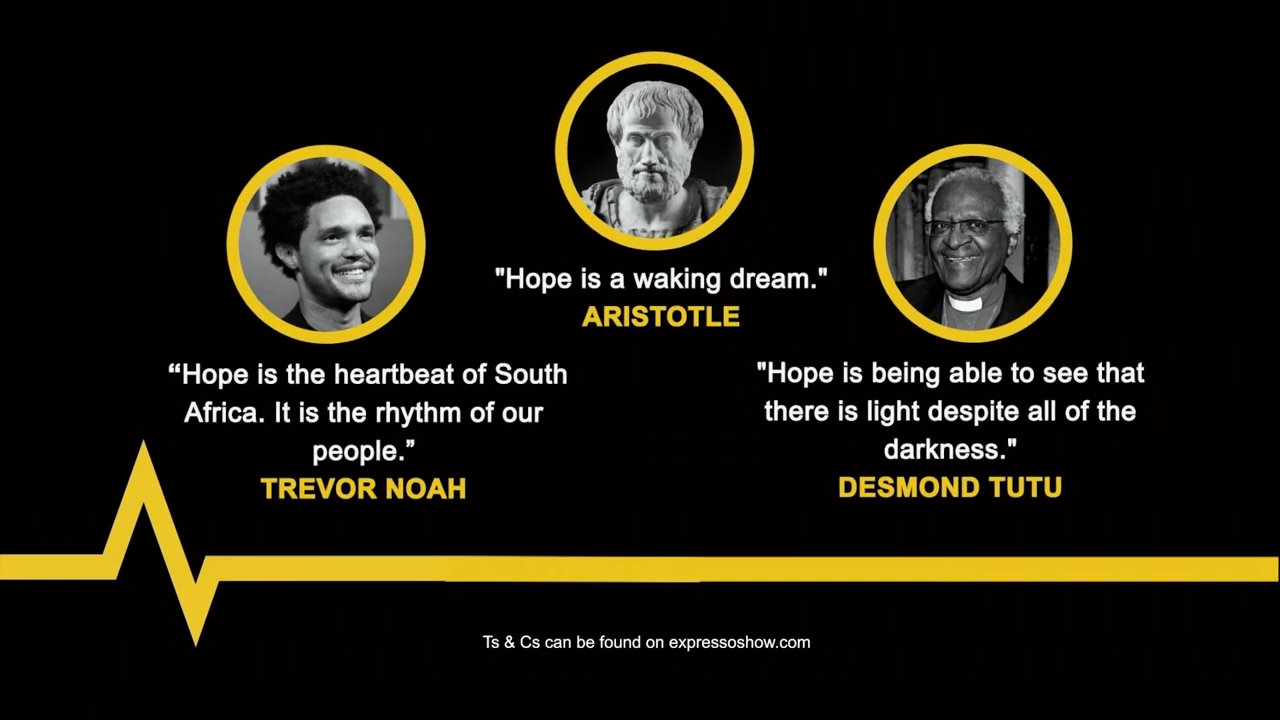 "Hope is a waking dream."
ARISTOTLE
“Hope is the heartbeat of South
Africa. It is the rhythm of our
people.”
TREVOR NOAH
"Hope is being able to see that
there is light despite all of the
darkness."
DESMOND TUTU
Ts & Cs can be found on expressoshow.com